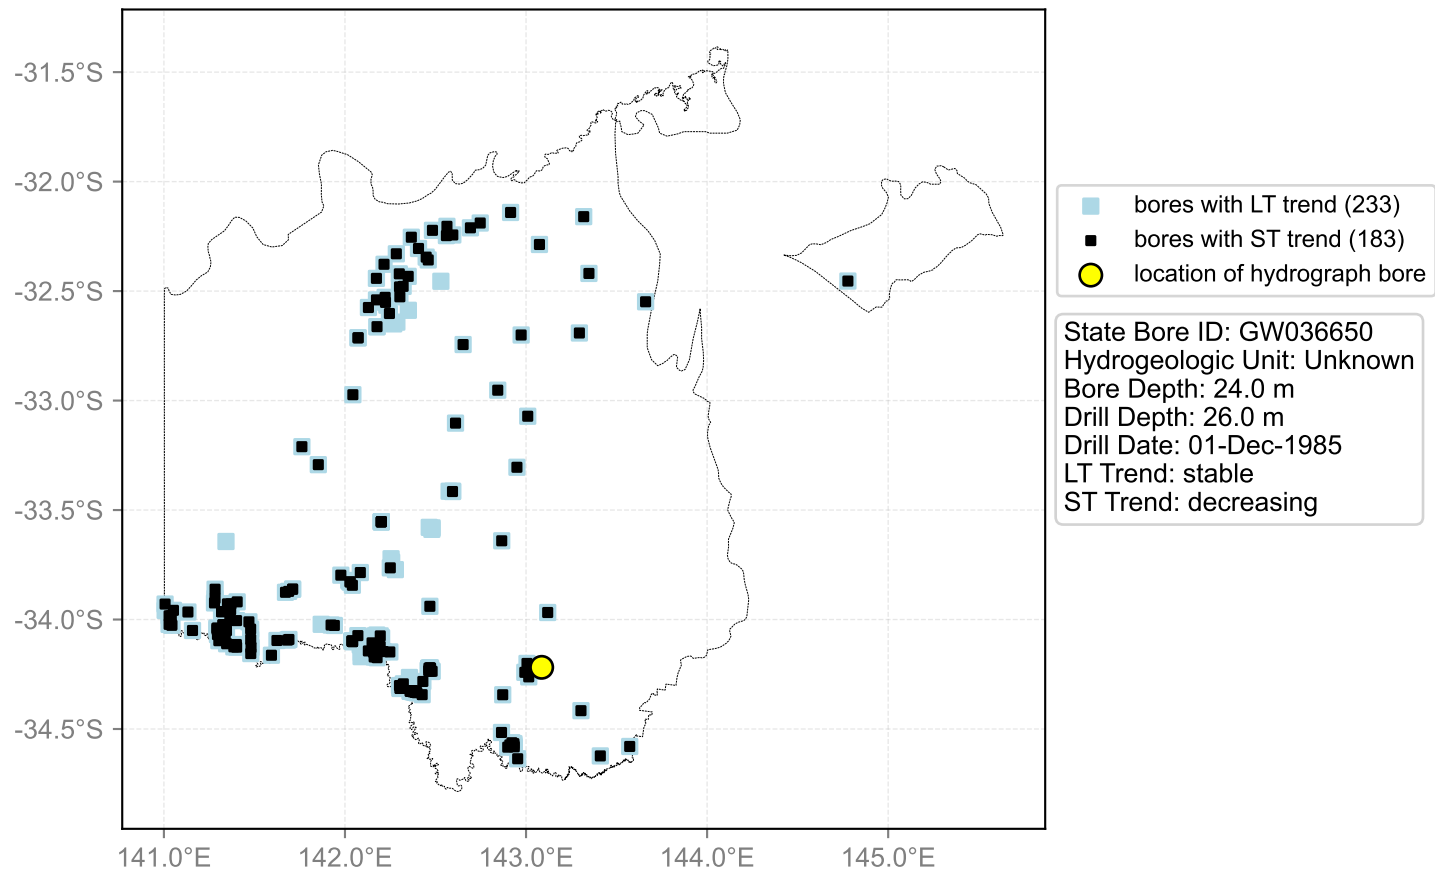 -31.5°S
-32.0°S
-32.5°S
-33.0°S
-33.5°S
-34.0°S
-34.5°S
141.0°E
142.0°E
143.0°E
144.0°E
145.0°E
bores with LT trend (233)
bores with ST trend (183)
location of hydrograph bore
State Bore ID: GW036650
Hydrogeologic Unit: Unknown
Bore Depth: 24.0 m
Drill Depth: 26.0 m
Drill Date: 01-Dec-1985
LT Trend: stable
ST Trend: decreasing